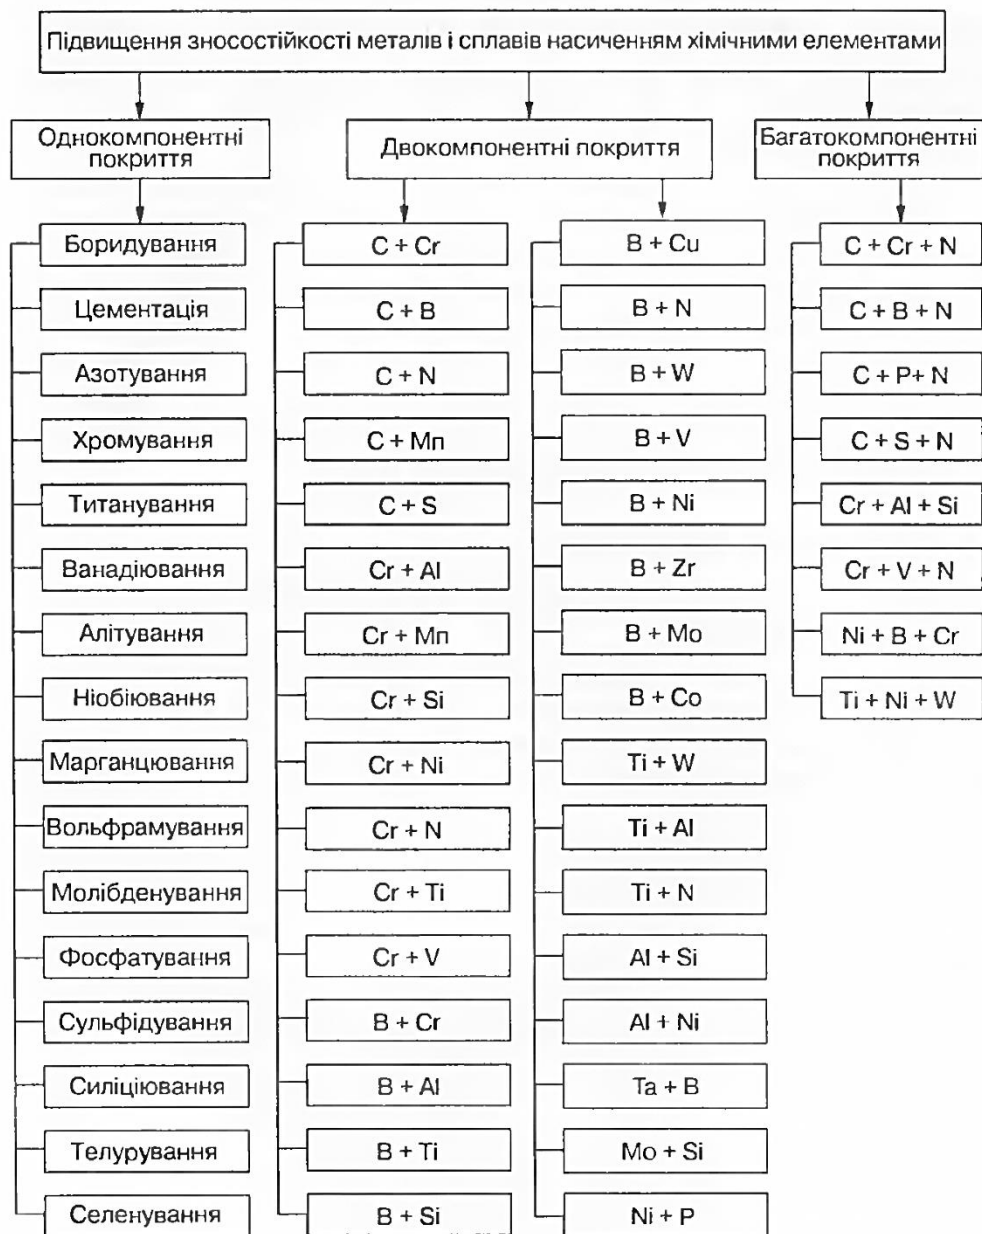 Підвищення зносостійкості металів і сплавів насиченням хімічними елементами
Однокомпонентні
покриття
Двокомпонентні покриття
Багатокомпонентні
покриття
Боридування
Цементація
Азотування
Хромування
Титанування
Ванадіювання
Алітування
Ніобіювання
Марганцювання
Вольфрамування
Молібденування
Фосфатування
Сульфідування
Силіціювання
Телурування
Селенування
C + Cr
C + B
C + N
C + Мп
C + S
Cr + Al
Cr + Мп
Cr + Si
Cr + Ni
Cr + N
Cr + Ti
Cr + V
B + Cr
B + Al
B + Ti
B + Si
B + Cu
B + N
B + W
B + V
B + Ni
B + Zr
B + Mo
B + Co
Ti + W
Ti + Al
Ti + N
Al + Si
Al + Ni
Ta + B
Mo + Si
Ni + P
C + Cr + N
C + B + N
C + P+ N
C + S + N
Cr + Al + Si
Cr + V + N
Ni + B + Cr
Ti + Ni + W